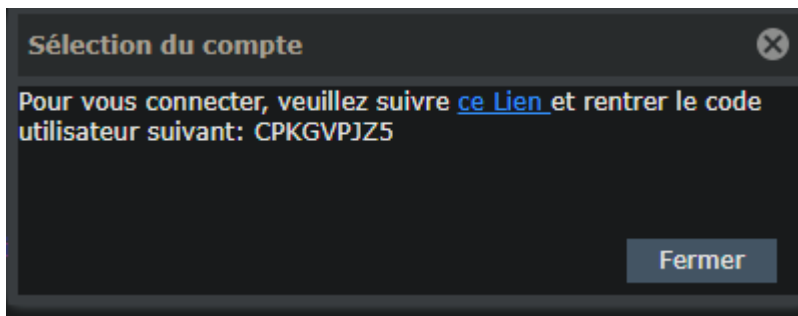 Sélection du compte
Pour vous connecter, veuillez suivre ce Lien et rentrer le code
utilisateur suivant: CPKGVPJZ5
Fermer